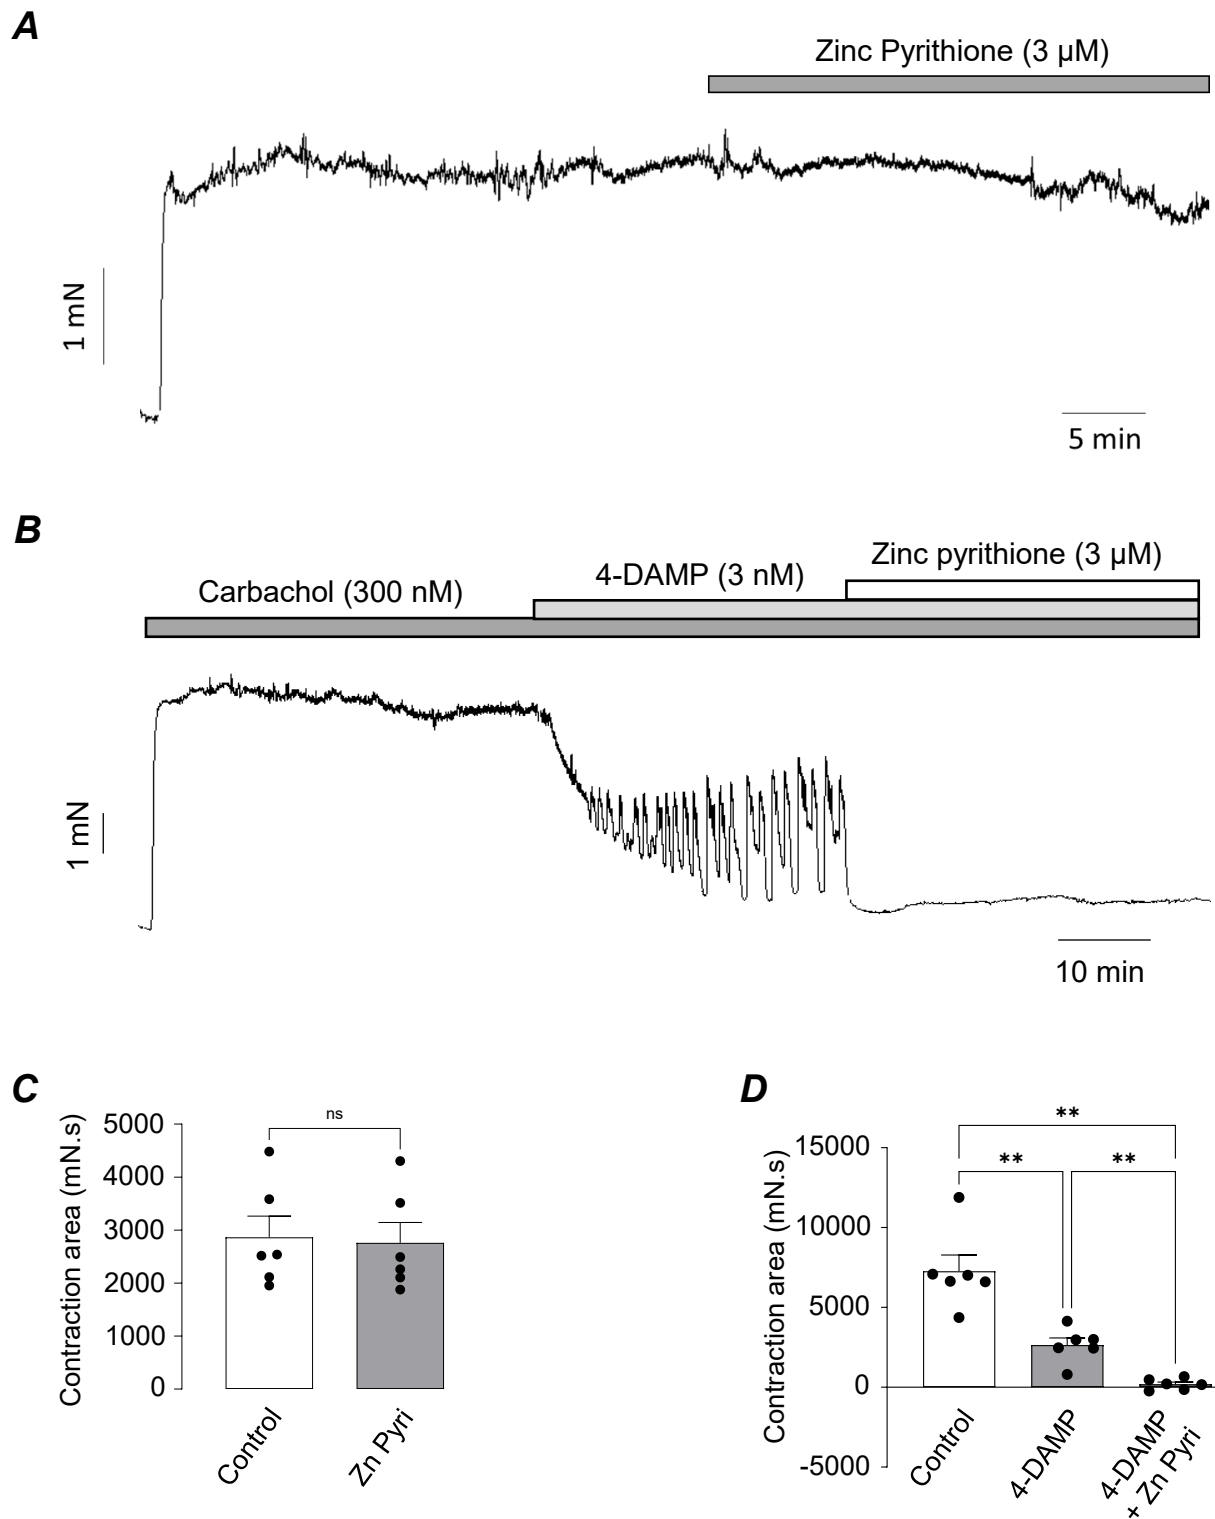 A
Zinc Pyrithione (3 µM)
1 mN
5 min
B
Zinc pyrithione (3 µM)
4-DAMP (3 nM)
Carbachol (300 nM)
1 mN
10 min
C
Contraction area (mN.s)
5000
4000
3000
2000
1000
0
ns
Control
Zn Pyri
D
Contraction area (mN.s)
15000
10000
5000
0
-5000
**
**
**
Control
4-DAMP
4-DAMP
+ Zn Pyri